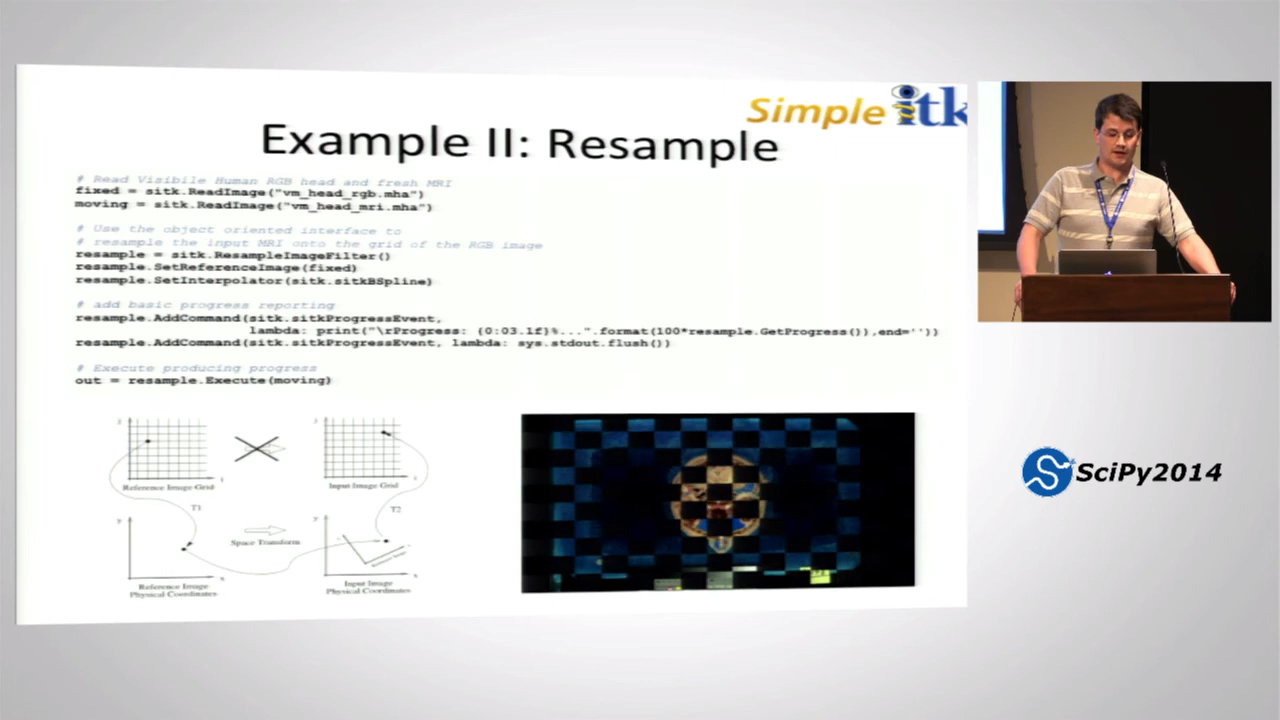 Simple itk
Example II: Resample
# Read Visibile Human RGB head and fresh MRI
fixed = sitk.ReadImage("vm_head_rgb.mha")
moving = sitk.ReadImage("vm_head_mri.mha")
# Use the object oriented interface to
# resample the input MRI onto the grid of the RGB image
resample = sitk.ResampleImageFilter()
resample.SetReferenceImage(fixed)
resample.SetInterpolator(sitk.sitkBSpline)
# add basic progress reporting
resample.AddCommand(sitk.sitkProgressEvent,
lambda: print("\rProgress: {0:03.1f}%...".format(100*resample.GetProgress()),end=''))
resample.AddCommand(sitk.sitkProgressEvent, lambda: sys.stdout.flush())
# Execute producing progress
out = resample.Execute(moving)
Reference Image Grid
Input Image Grid
T1
T2
y
y
Space Transform
x
x
Reference Image
Physical Coordinates
Input Image
Physical Coordinates
SciPy2014